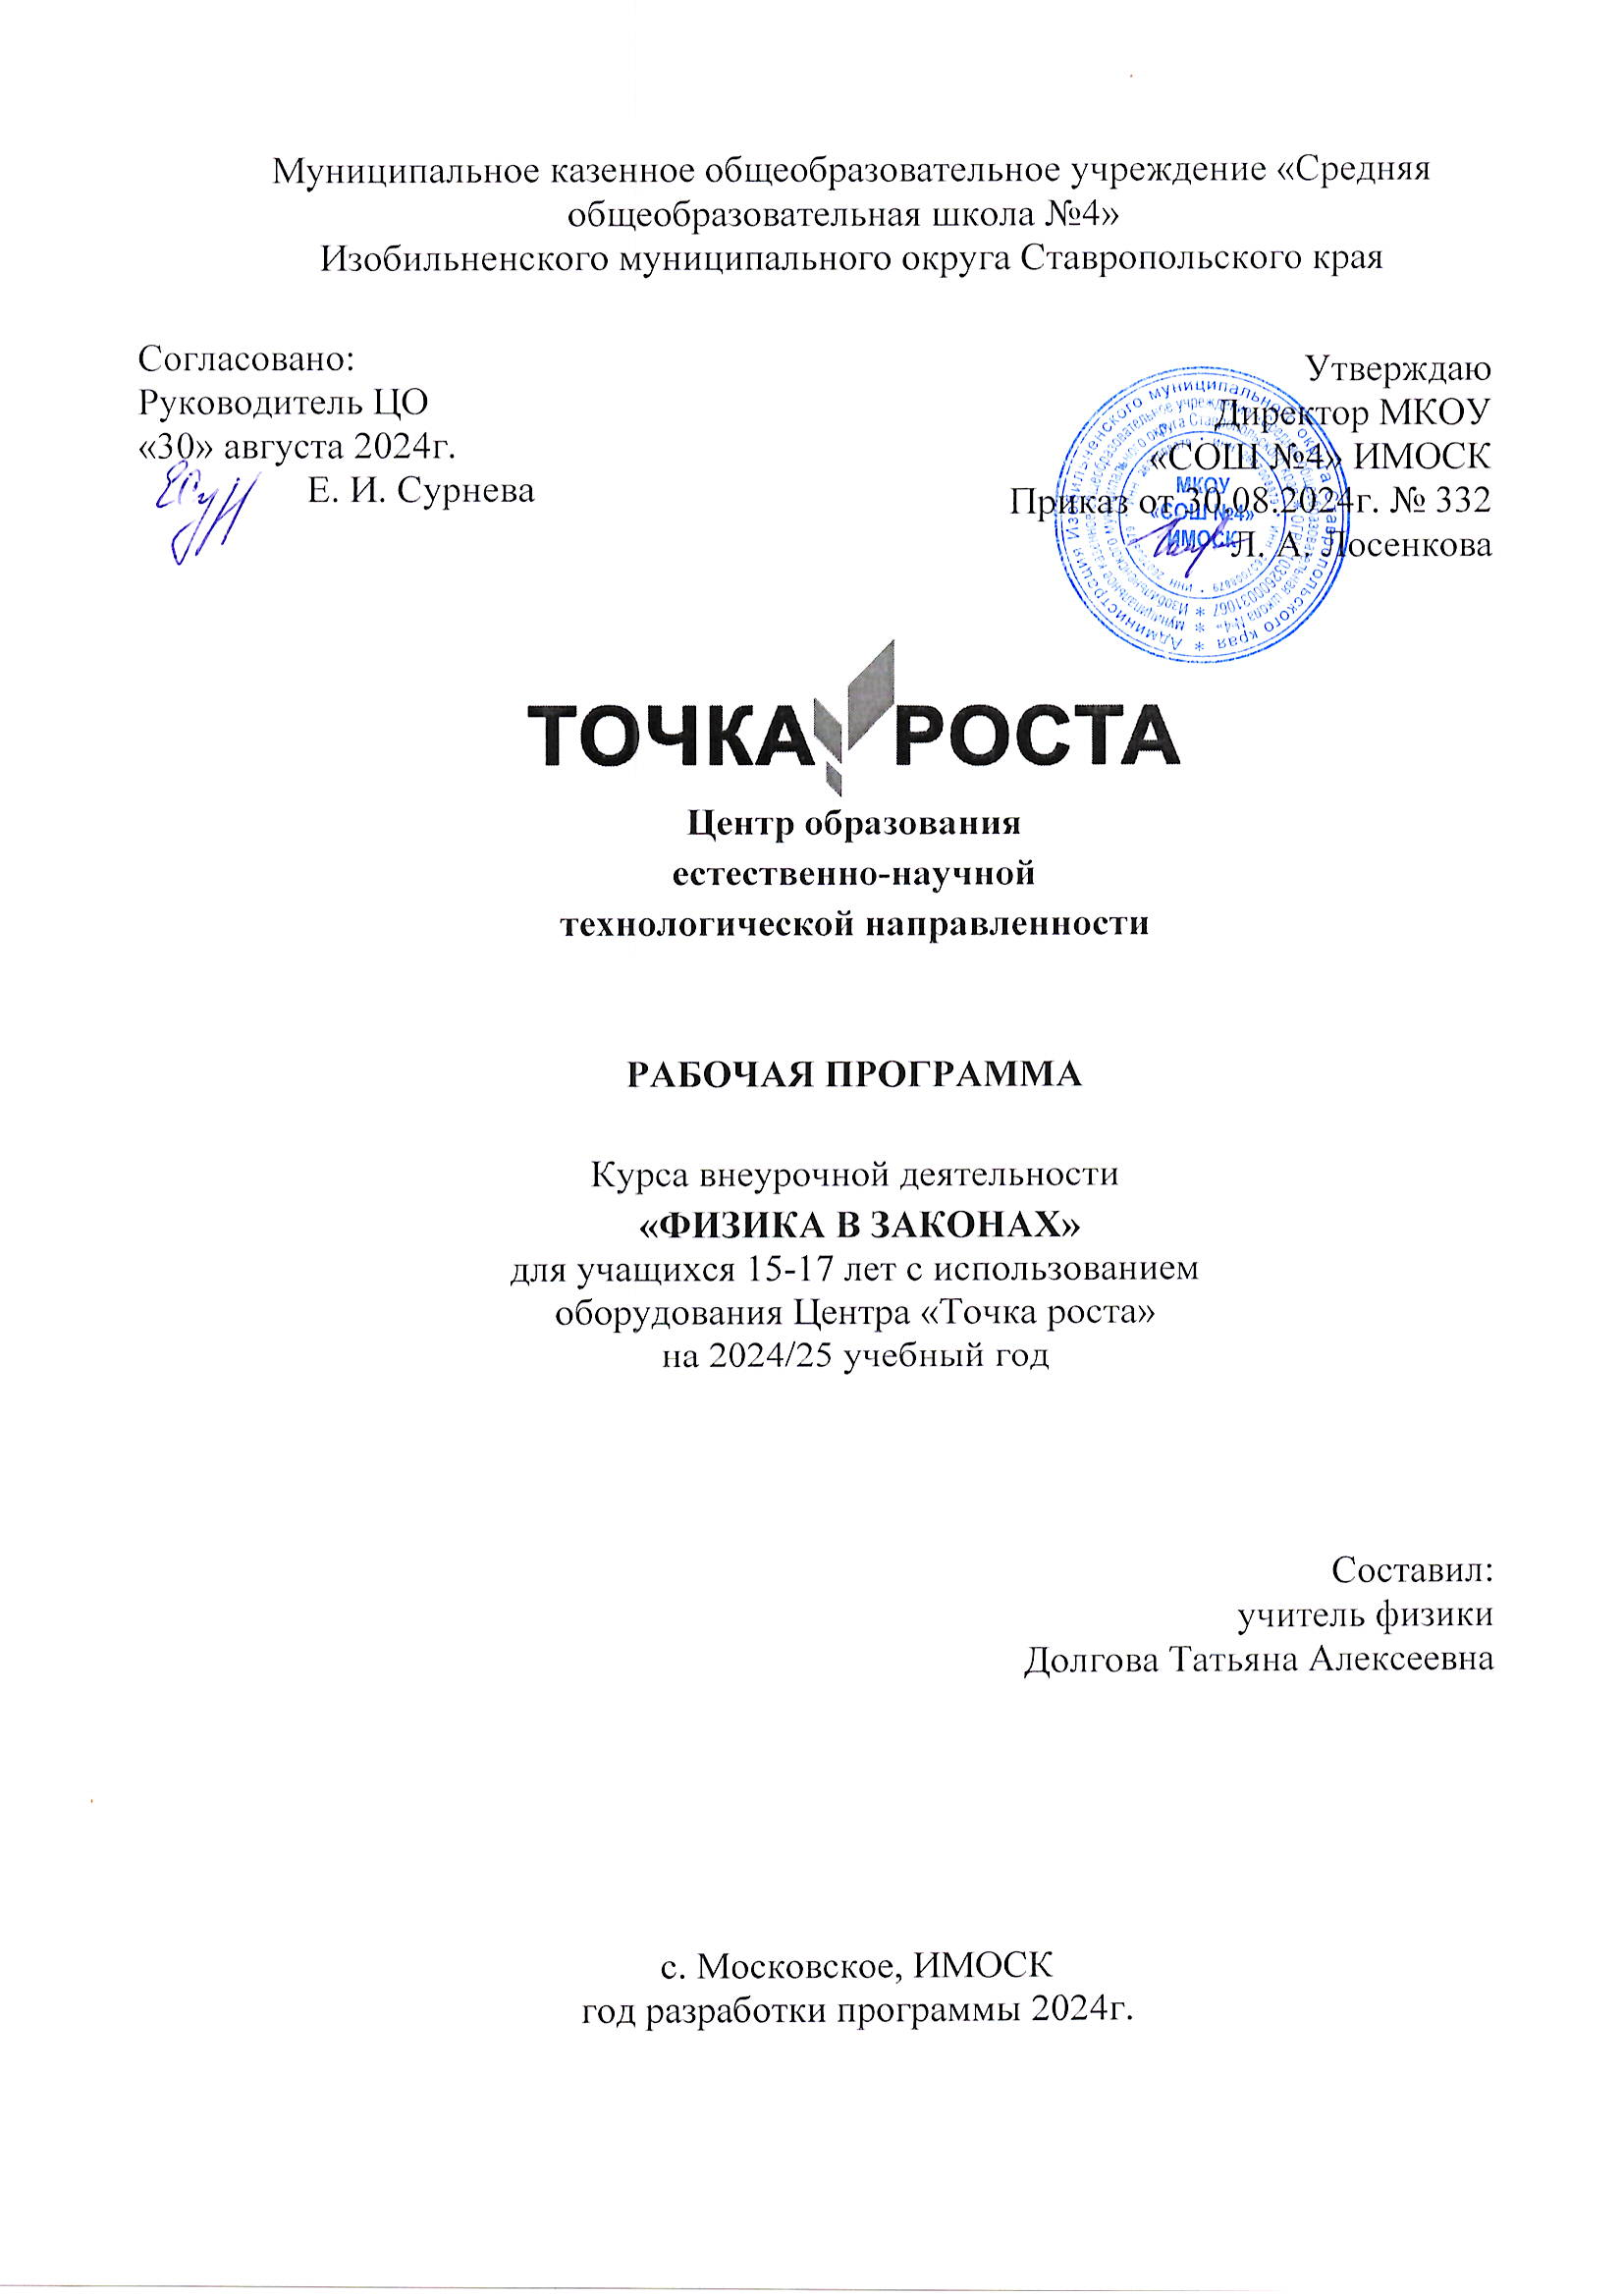 Муниципальное казенное общеобразовательное учреждение «Средняя
общеобразовательная школа №4»
Изобильненского муниципального округа Ставропольского края
Согласовано:
Руководитель ЦО
«30» августа 2024г.
Е. И. Сурнева
Утверждаю
Директор МКОУ
«СОШ №4» ИМОСК
Приказ от 30.08.2024г. № 332
Л. А. Лосенкова
МКОУ
«СОШ №4»
ИМОСК
ТОЧКА РОСТА
Центр образования
естественно-научной
технологической направленности
РАБОЧАЯ ПРОГРАММА
Курса внеурочной деятельности
«ФИЗИКА В ЗАКОНАХ»
для учащихся 15-17 лет с использованием
оборудования Центра «Точка роста»
на 2024/25 учебный год
Составил:
учитель физики
Долгова Татьяна Алексеевна
с. Московское, ИМОСК
год разработки программы 2024г.